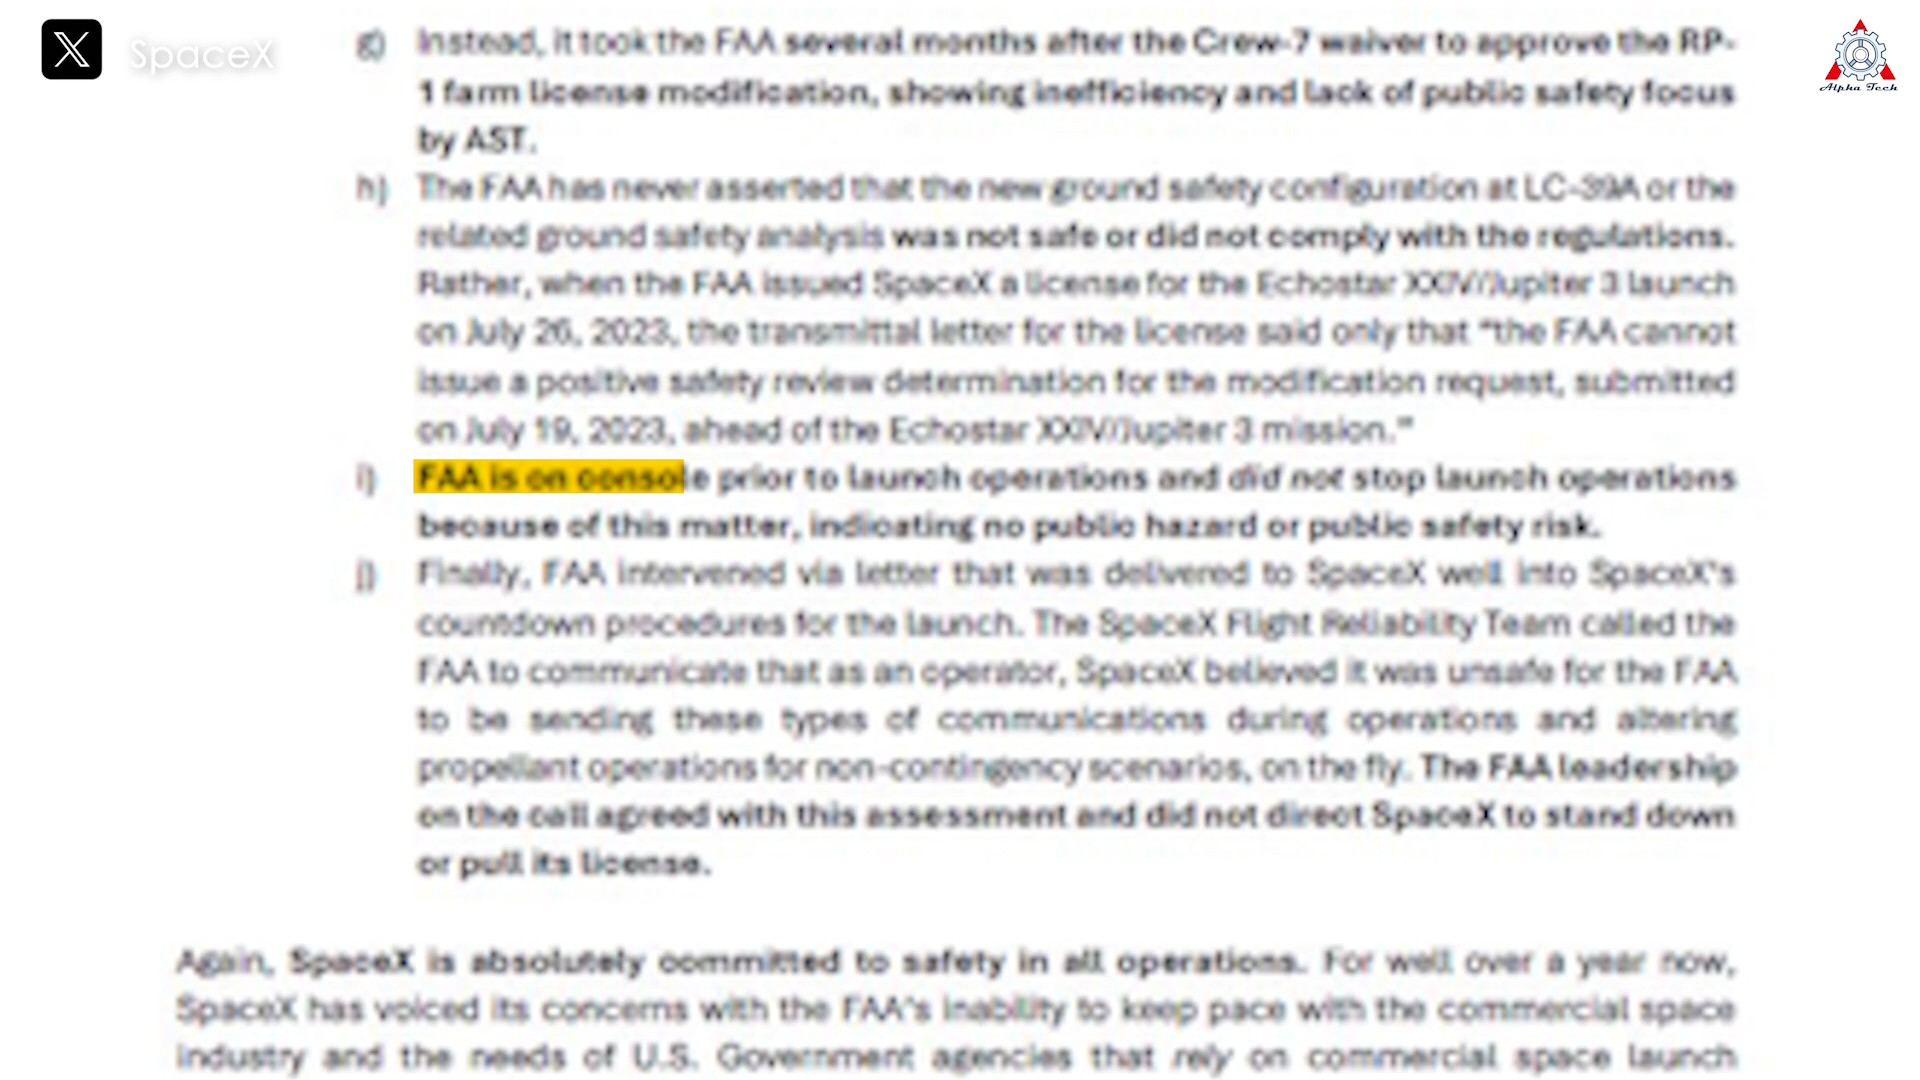 SpaceX
Alpha Tech
g) Instead, it took the FAA several months after the Crew-7 waiver to approve the RP-
1 farm license modification, showing inefficiency and lack of public safety focus
by AST.
h) The FAA has never asserted that the new ground safety configuration at LC-39A or the
related ground safety analysis was not safe or did not comply with the regulations.
Rather, when the FAA issued SpaceX a license for the Echostar XXIV/Jupiter 3 launch
on July 26, 2023, the transmittal letter for the license said only that "the FAA cannot
issue a positive safety review determination for the modification request, submitted
on July 19, 2023, ahead of the Echostar XXIV/Jupiter 3 mission."
i) FAA is on console prior to launch operations and did not stop launch operations
because of this matter, indicating no public hazard or public safety risk.
j) Finally, FAA intervened via letter that was delivered to SpaceX well into SpaceX's
countdown procedures for the launch. The SpaceX Flight Reliability Team called the
FAA to communicate that as an operator, SpaceX believed it was unsafe for the FAA
to be sending these types of communications during operations and altering
propellant operations for non-contingency scenarios, on the fly. The FAA leadership
on the call agreed with this assessment and did not direct SpaceX to stand down
or pull its license.
Again, SpaceX is absolutely committed to safety in all operations. For well over a year now,
SpaceX has voiced its concerns with the FAA's inability to keep pace with the commercial space
industry and the needs of U.S. Government agencies that rely on commercial space launch